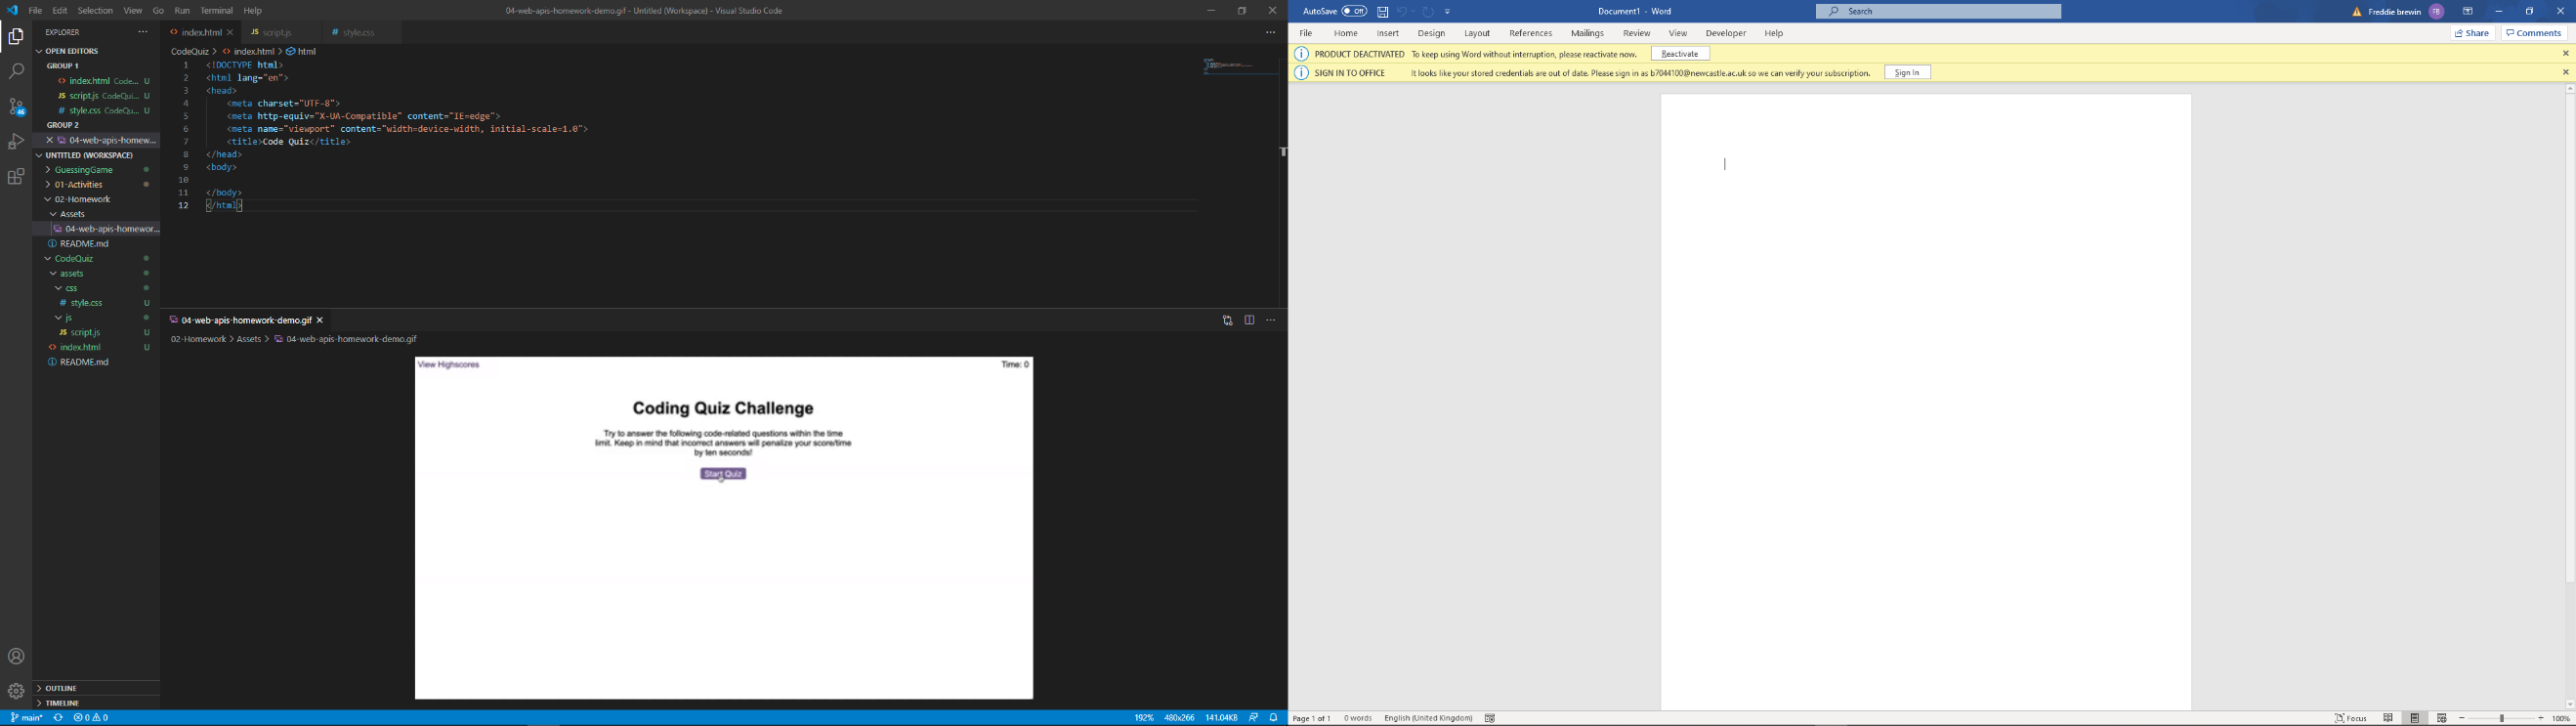 File Edit Selection View Go Run Terminal Help
04-web-apis-homework-demo.gif - Untitled (Workspace) - Visual Studio Code
EXPLORER
OPEN EDITORS
GROUP 1
index.html Code... U
script.js CodeQui... U
style.css CodeQu... U
GROUP 2
04-web-apis-homew...
UNTITLED (WORKSPACE)
GuessingGame
01-Activities
02-Homework
Assets
04-web-apis-homewor...
README.md
CodeQuiz
assets
css
style.css U
js
script.js U
index.html U
README.md
OUTLINE
TIMELINE
index.html
script.js
style.css
CodeQuiz > index.html > html
1 <!DOCTYPE html>
2 <html lang="en">
3 <head>
4 <meta charset="UTF-8">
5 <meta http-equiv="X-UA-Compatible" content="IE=edge">
6 <meta name="viewport" content="width=device-width, initial-scale=1.0">
7 <title>Code Quiz</title>
8 </head>
9 <body>
10
11 </body>
12 </html>
04-web-apis-homework-demo.gif
02-Homework > Assets > 04-web-apis-homework-demo.gif
View Highscores
Time: 0
Coding Quiz Challenge
Try to answer the following code-related questions within the time
limit. Keep in mind that incorrect answers will penalize your score/time
by ten seconds!
Start Quiz
main* 0 0
192% 480x266 141.04KB
AutoSave Off
Document1 - Word
Search
Freddie brewin FB
File Home Insert Design Layout References Mailings Review View Developer Help
Share Comments
PRODUCT DEACTIVATED To keep using Word without interruption, please reactivate now. Reactivate
SIGN IN TO OFFICE It looks like your stored credentials are out of date. Please sign in as b7044100@newcastle.ac.uk so we can verify your subscription. Sign In
Page 1 of 1 0 words English (United Kingdom)
Focus 100%